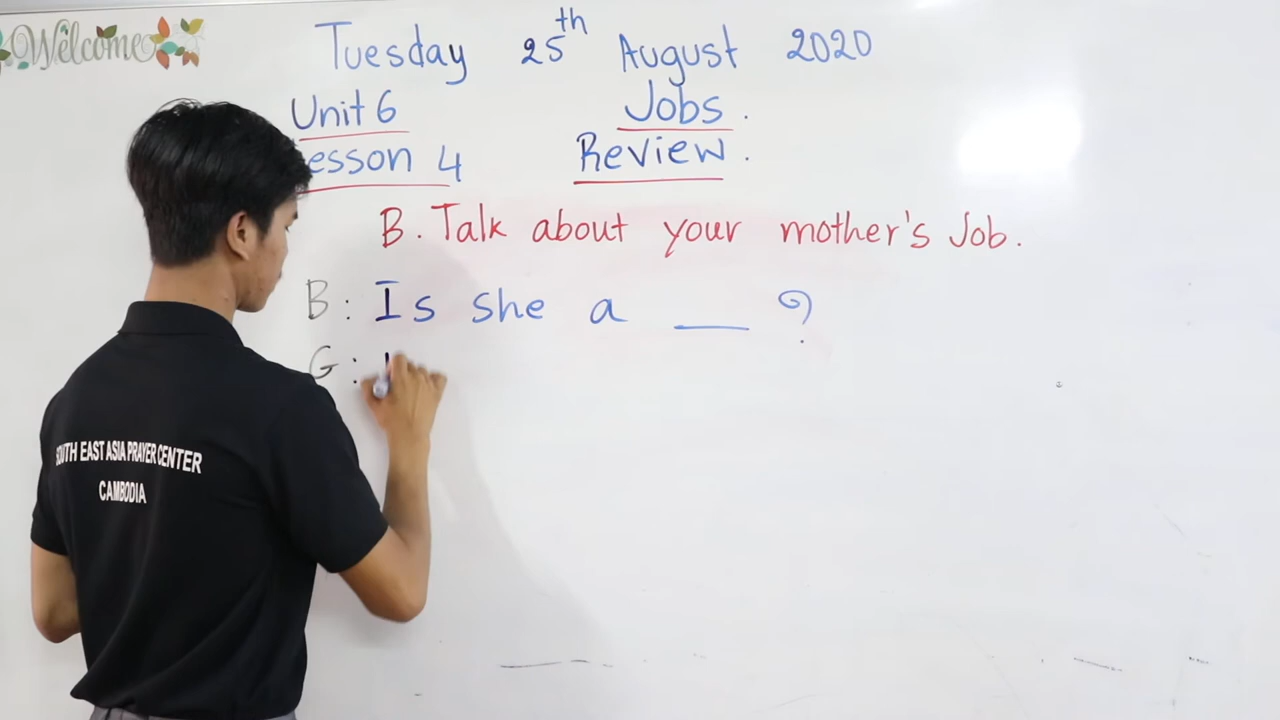 Welcome
Tuesday 25th August 2020
Unit 6 Jobs.
Lesson 4 Review.
B. Talk about your mother's Job.
B: Is she a ___ ?
G:
SOUTH EAST ASIA PRAYER CENTER
CAMBODIA